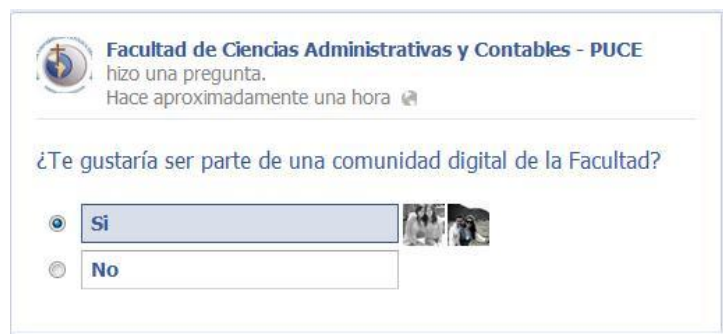 Facultad de Ciencias Administrativas y Contables - PUCE
hizo una pregunta.
Hace aproximadamente una hora
¿Te gustaría ser parte de una comunidad digital de la Facultad?
Si
No